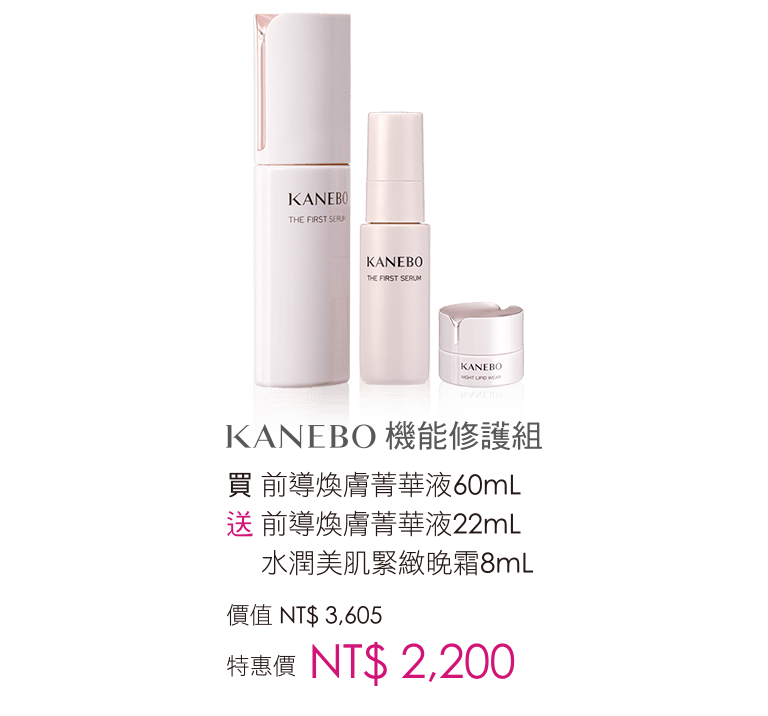 KANEBO
THE FIRST SERUM
KANEBO
THE FIRST SERUM
KANEBO
NIGHT LIPID WEAR
KANEBO 機能修護組
買 前導煥膚菁華液60mL
送 前導煥膚菁華液22mL
水潤美肌緊緻晚霜8mL
價值 NT$ 3,605
特惠價 NT$ 2,200